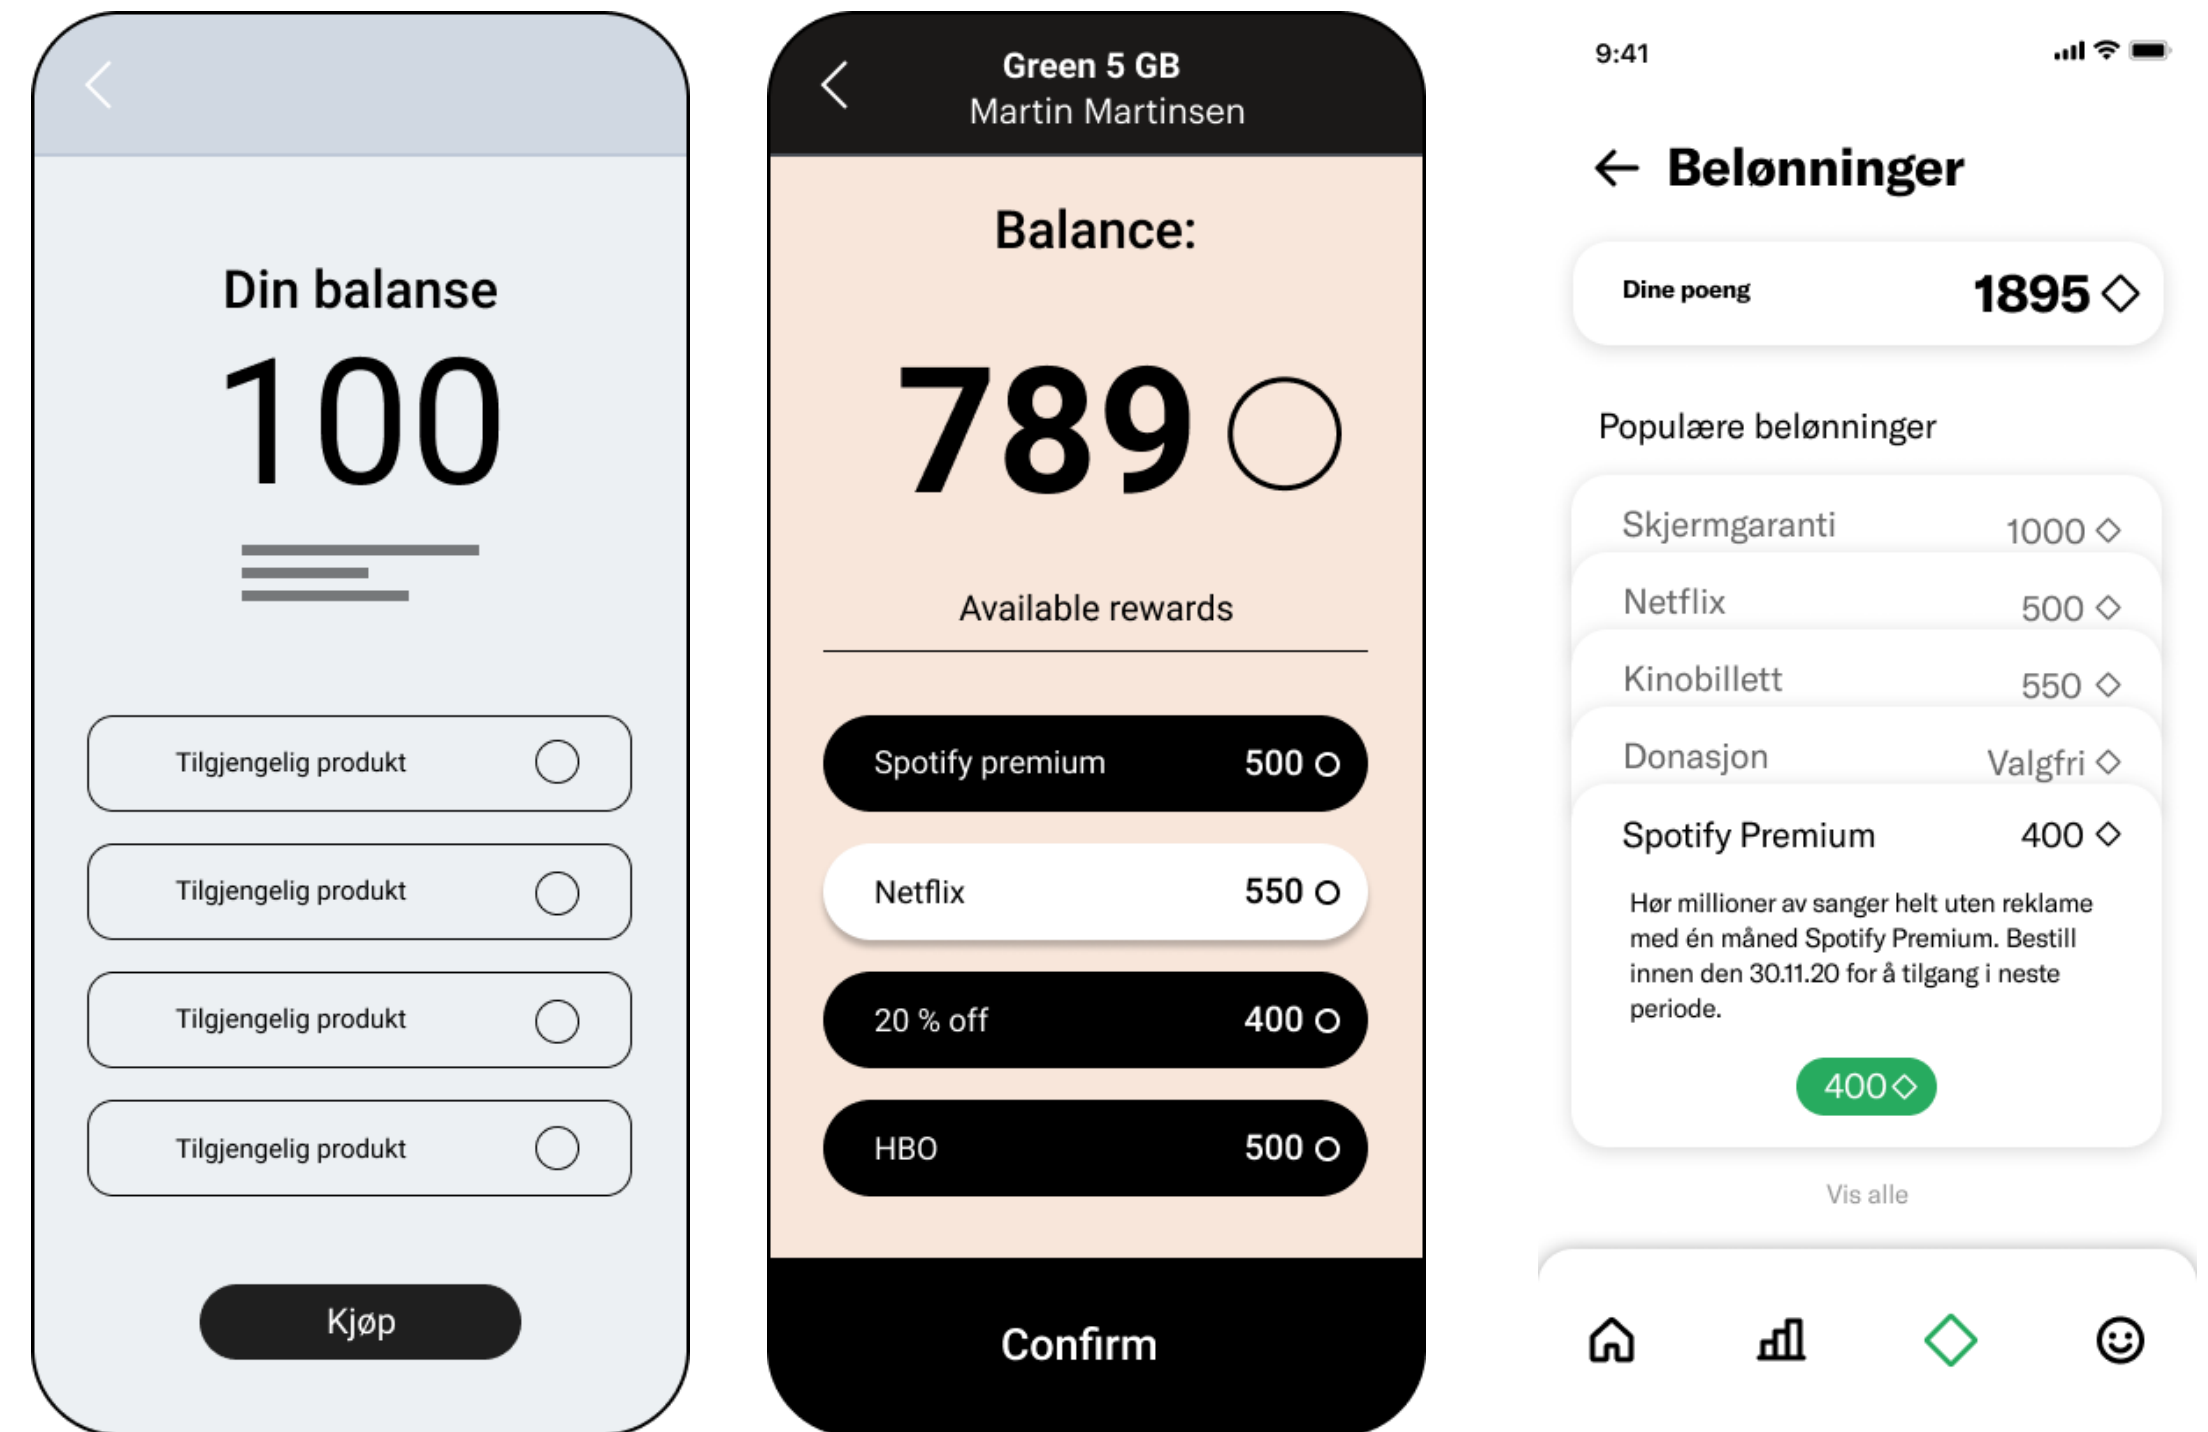 Din balanse
100
Tilgjengelig produkt
Tilgjengelig produkt
Tilgjengelig produkt
Tilgjengelig produkt
Kjøp
Green 5 GB
Martin Martinsen
Balance:
789
Available rewards
Spotify premium 500
Netflix 550
20 % off 400
HBO 500
Confirm
9:41
Belønninger
Dine poeng 1895
Populære belønninger
Skjermgaranti 1000
Netflix 500
Kinobillett 550
Donasjon Valgfri
Spotify Premium 400
Hør millioner av sanger helt uten reklame
med én måned Spotify Premium. Bestill
innen den 30.11.20 for å tilgang i neste
periode.
400
Vis alle